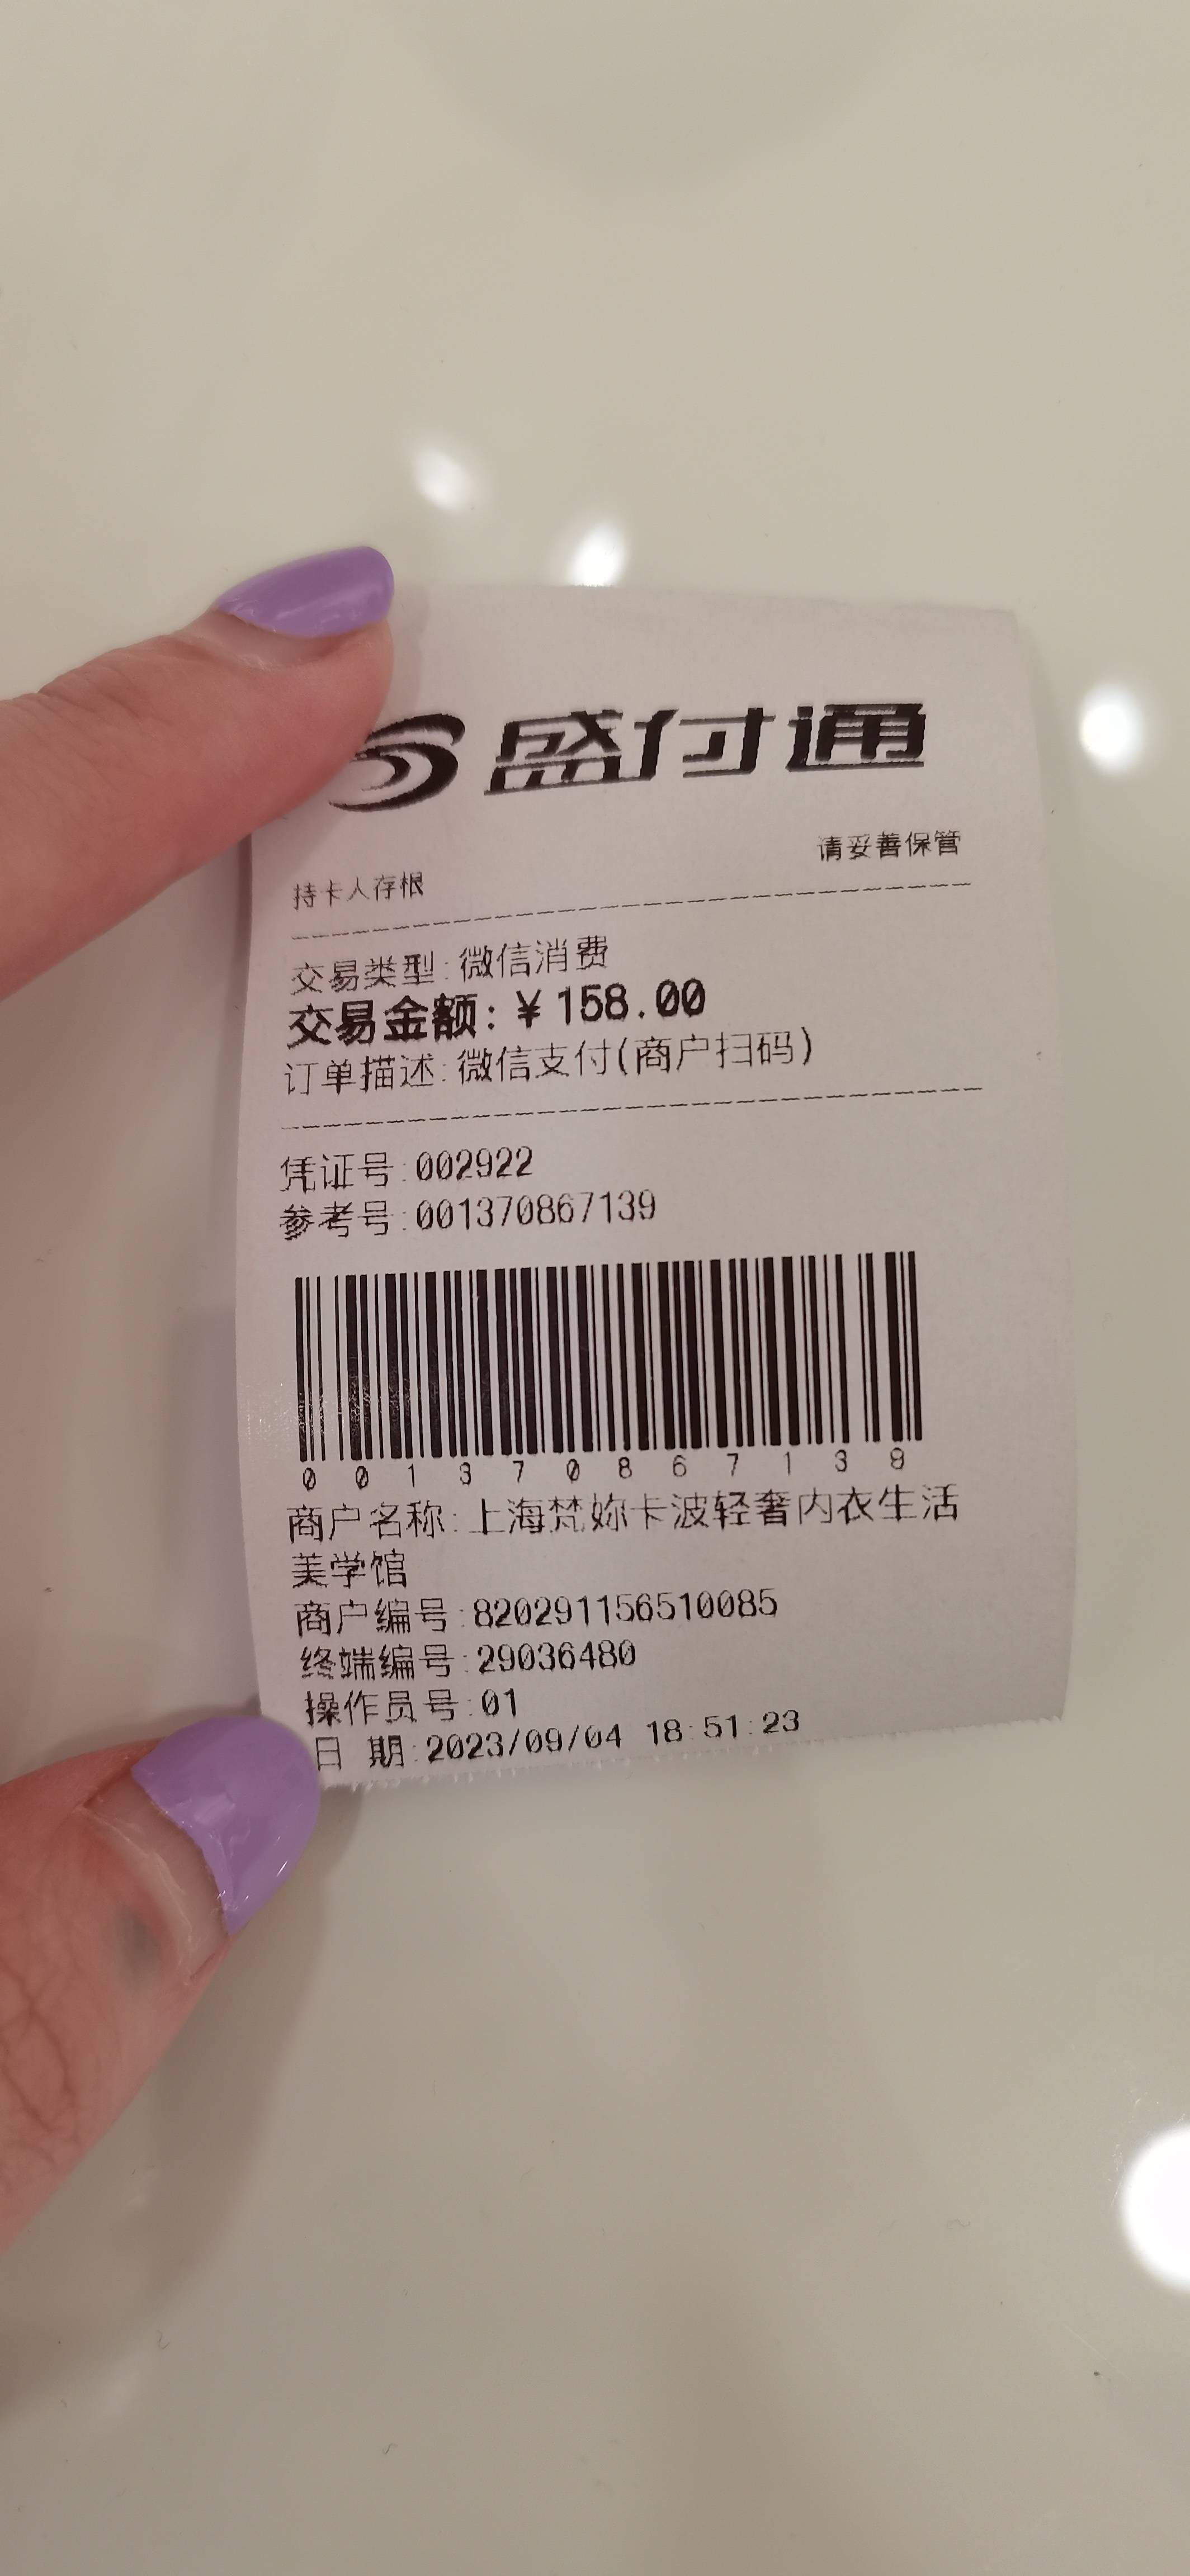 盛付通
请妥善保管
持卡人存根
交易类型:微信消费
交易金额:¥158.00
订单描述:微信支付(商户扫码)
凭证号:002922
参考号:001370867139
001370867139
商户名称:上海梵妳卡波轻奢内衣生活
美学馆
商户编号:820291156510085
终端编号:29036480
操作员号:01
日 期:2023/09/04 18:51:23